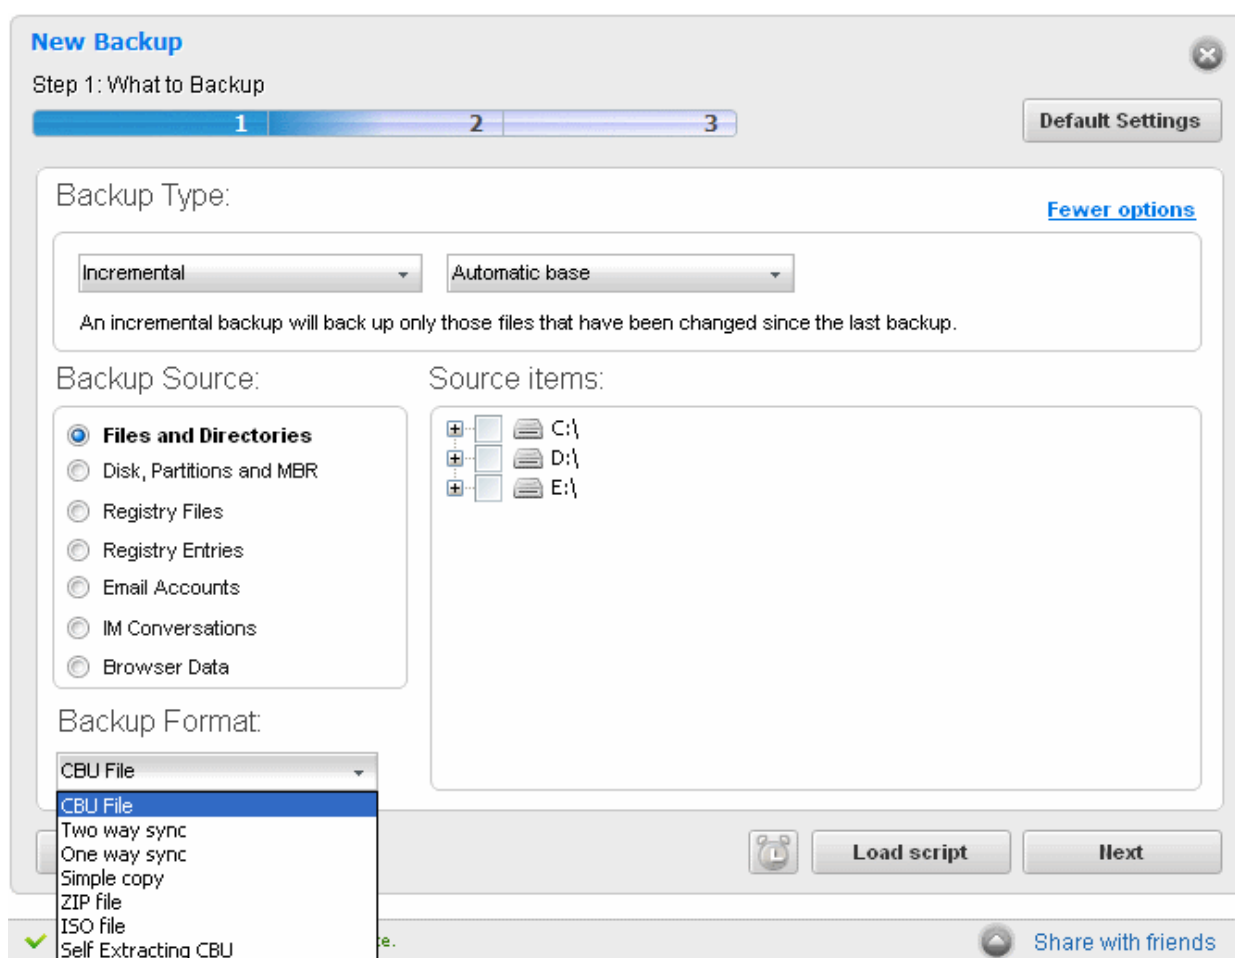 New Backup
Step 1: What to Backup
1 2 3
Default Settings
Backup Type:
Fewer options
Incremental Automatic base
An incremental backup will back up only those files that have been changed since the last backup.
Backup Source: Source items:
Files and Directories
Disk, Partitions and MBR
Registry Files
Registry Entries
Email Accounts
IM Conversations
Browser Data
C:\
D:\
E:\
Backup Format:
CBU File
CBU File
Two way sync
One way sync
Simple copy
ZIP file
ISO file
Self Extracting CBU
Load script Next
Share with friends